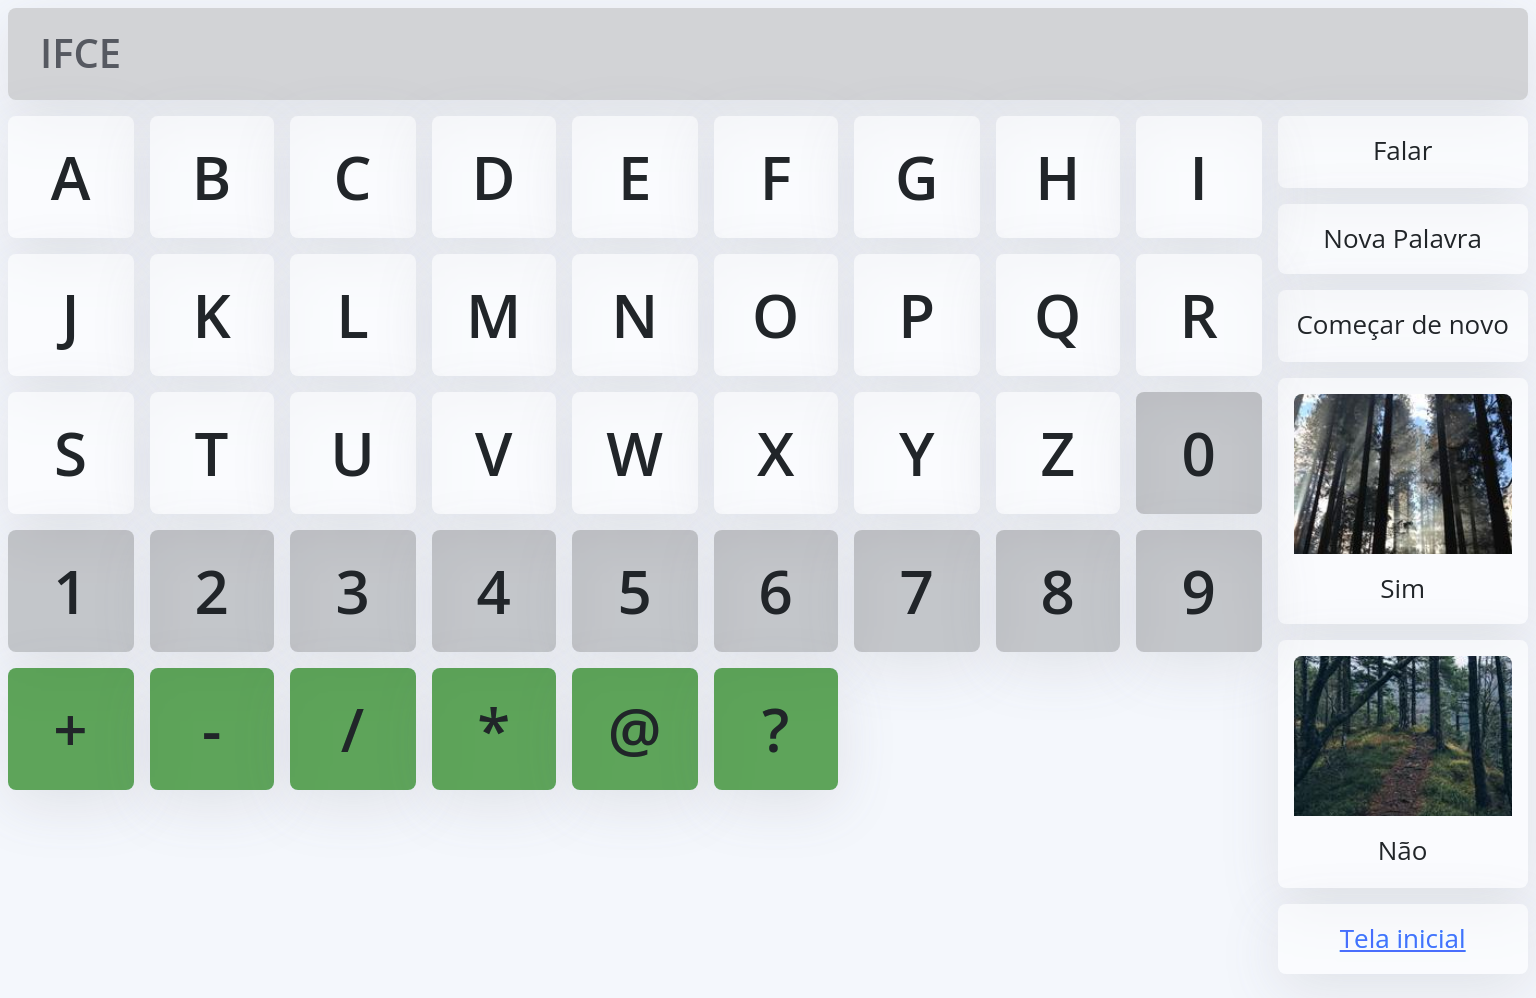 IFCE
A B C D E F G H I
J K L M N O P Q R
S T U V W X Y Z 0
1 2 3 4 5 6 7 8 9
+ - / * @ ?
Falar
Nova Palavra
Começar de novo
Sim
Não
Tela inicial